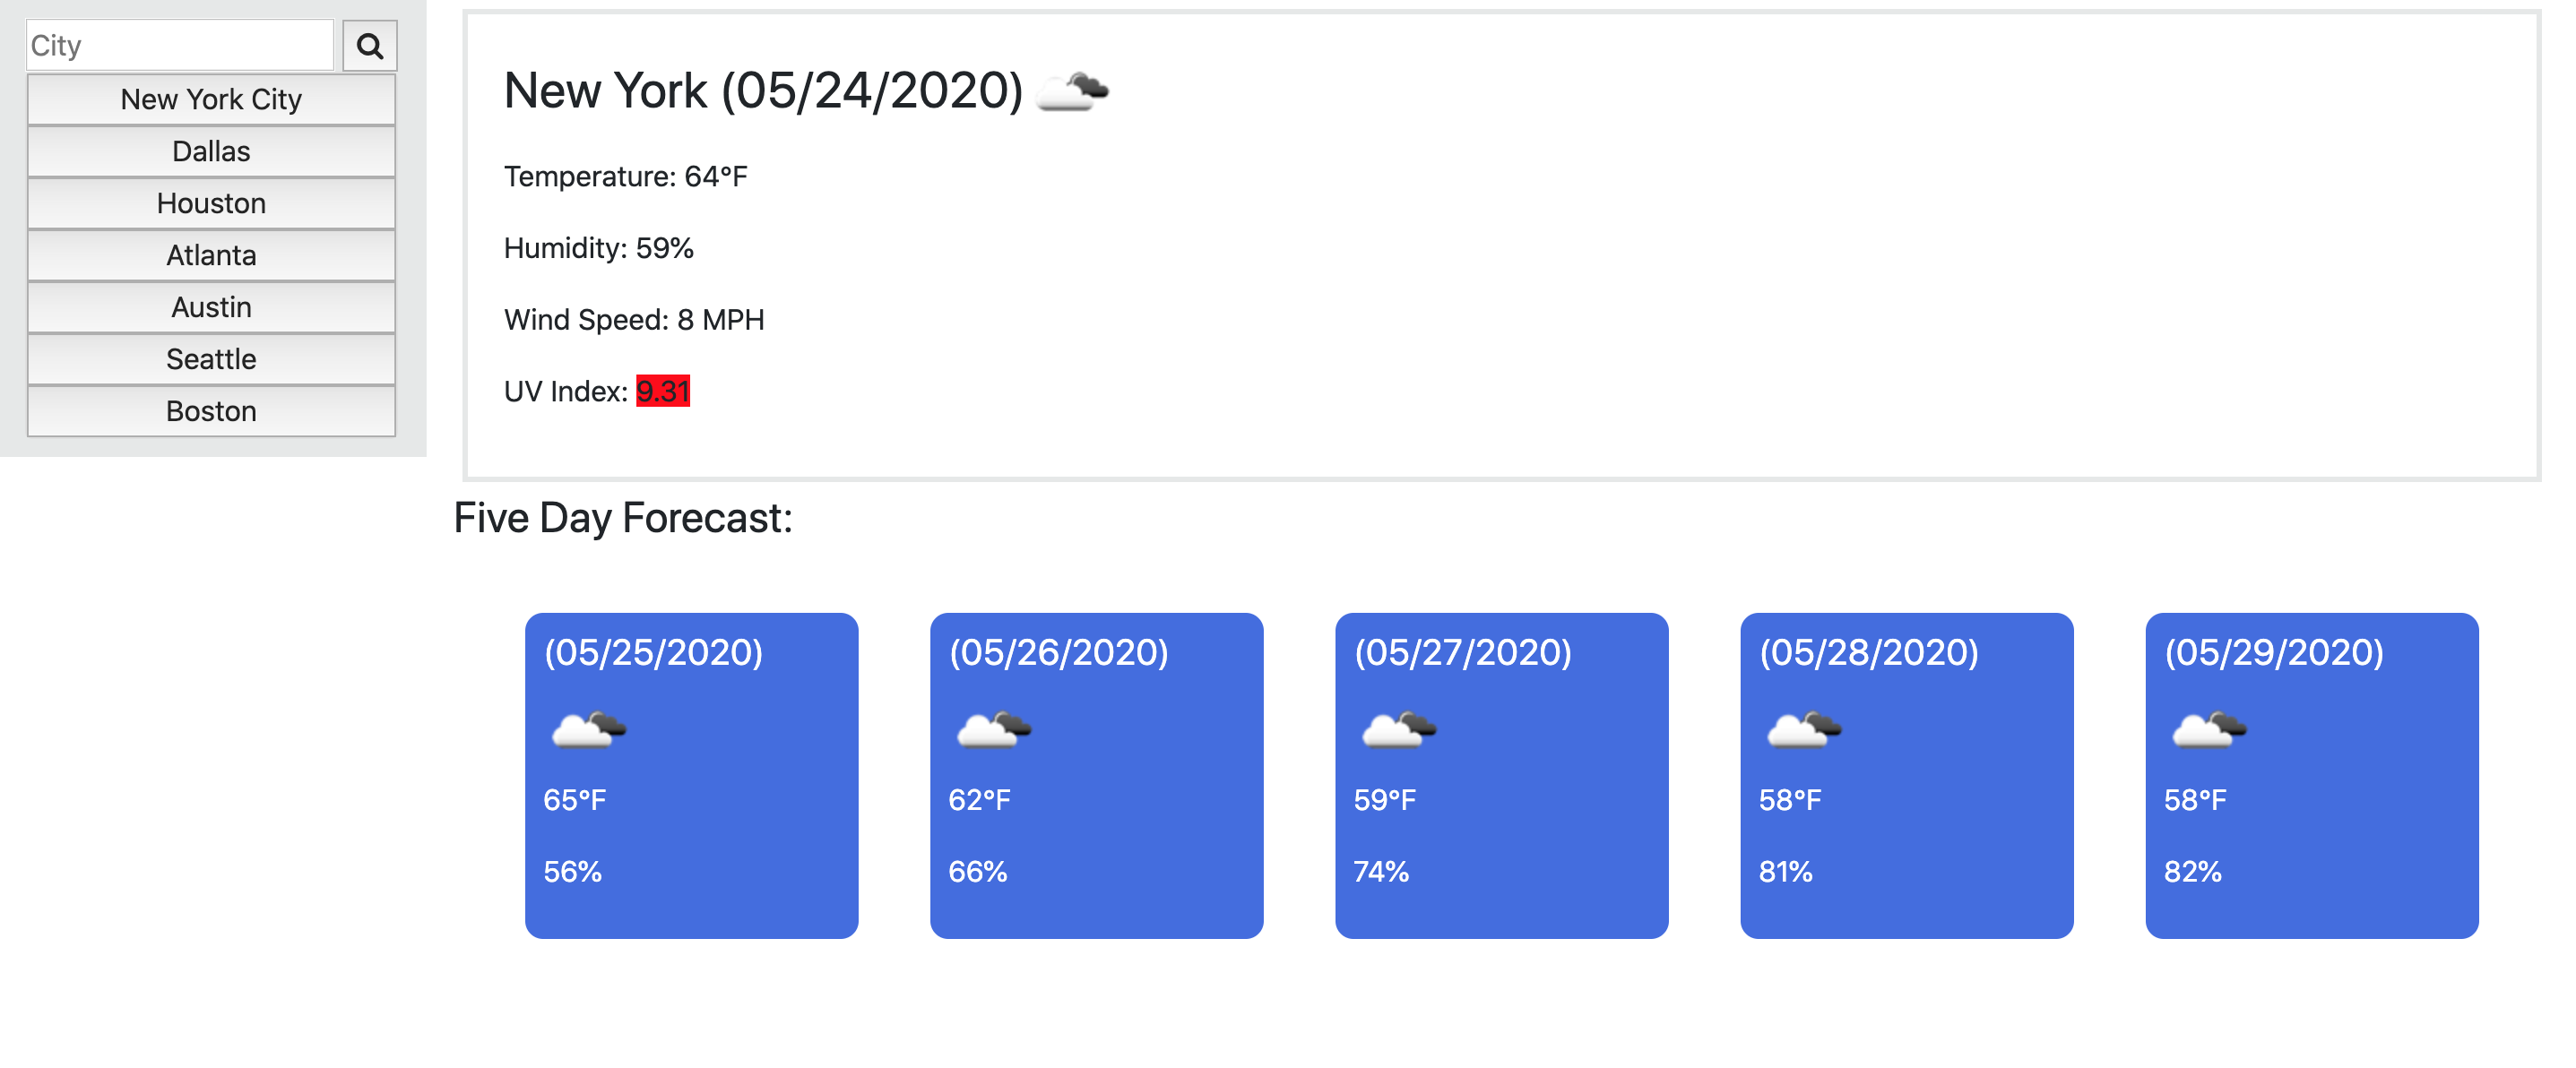 City
New York City
Dallas
Houston
Atlanta
Austin
Seattle
Boston
New York (05/24/2020)
Temperature: 64°F
Humidity: 59%
Wind Speed: 8 MPH
UV Index: 9.31
Five Day Forecast:
(05/25/2020)
65°F
56%
(05/26/2020)
62°F
66%
(05/27/2020)
59°F
74%
(05/28/2020)
58°F
81%
(05/29/2020)
58°F
82%